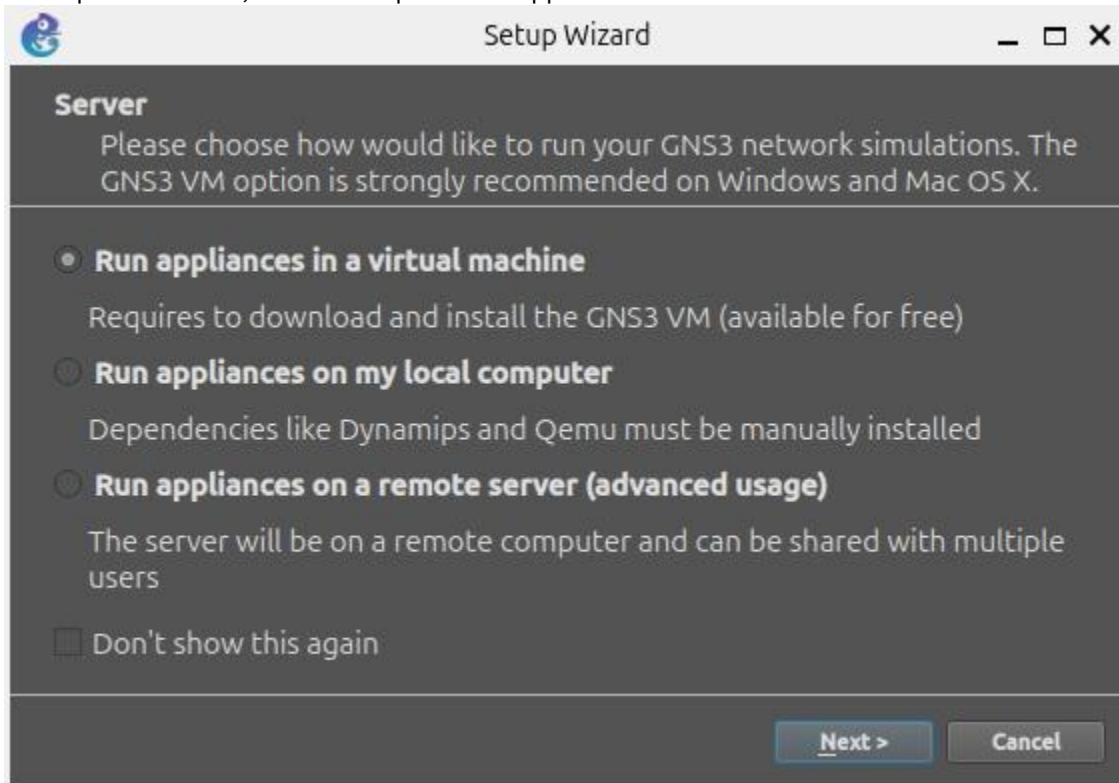 Setup Wizard
Server
Please choose how would like to run your GNS3 network simulations. The
GNS3 VM option is strongly recommended on Windows and Mac OS X.
Run appliances in a virtual machine
Requires to download and install the GNS3 VM (available for free)
Run appliances on my local computer
Dependencies like Dynamips and Qemu must be manually installed
Run appliances on a remote server (advanced usage)
The server will be on a remote computer and can be shared with multiple
users
Don't show this again
Next >
Cancel